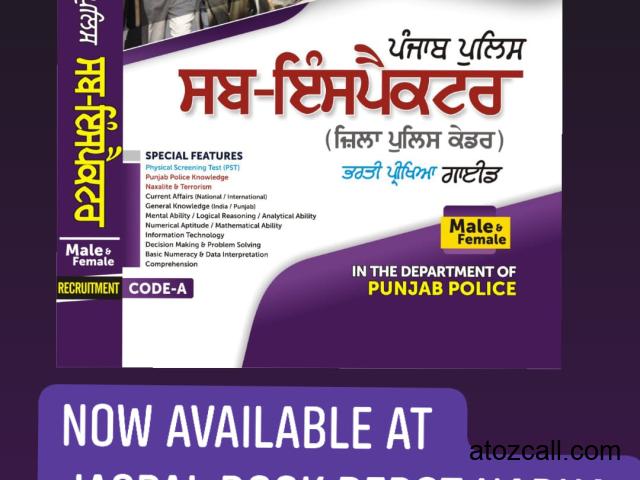 ਪੁਲਿਸ ਸਬ-ਇੰਸਪੈਕਟਰ
Male &
Female
RECRUITMENT
ਪੰਜਾਬ ਪੁਲਿਸ
ਸਬ-ਇੰਸਪੈਕਟਰ
(ਜ਼ਿਲਾ ਪੁਲਿਸ ਕੇਡਰ)
ਭਰਤੀ ਪ੍ਰੀਖਿਆ ਗਾਈਡ
SPECIAL FEATURES
Physical Screening Test (PST)
Punjab Police Knowledge
Naxalite & Terrorism
Current Affairs (National / International)
General Knowledge (India / Punjab)
Mental Ability / Logical Reasoning / Analytical Ability
Numerical Aptitude / Mathematical Ability
Information Technology
Decision Making & Problem Solving
Basic Numeracy & Data Interpretation
Comprehension
CODE-A
Male &
Female
IN THE DEPARTMENT OF
PUNJAB POLICE
NOW AVAILABLE AT
atozcall.com